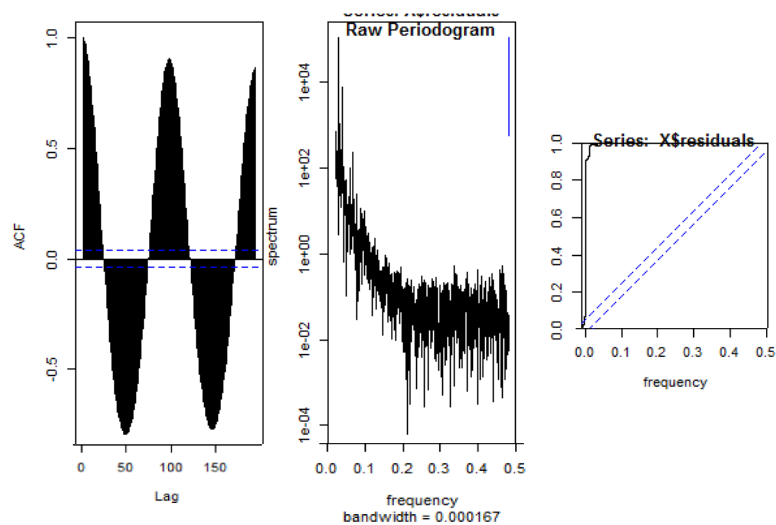 ACF
1.0
0.5
0.0
-0.5
0
50
100
150
Lag
Series: X$residuals
Raw Periodogram
spectrum
1e+04
1e+02
1e+00
1e-02
1e-04
0.0 0.1 0.2 0.3 0.4 0.5
frequency
bandwidth = 0.000167
Series: X$residuals
1.0
0.8
0.6
0.4
0.2
0.0
0.0 0.1 0.2 0.3 0.4 0.5
frequency